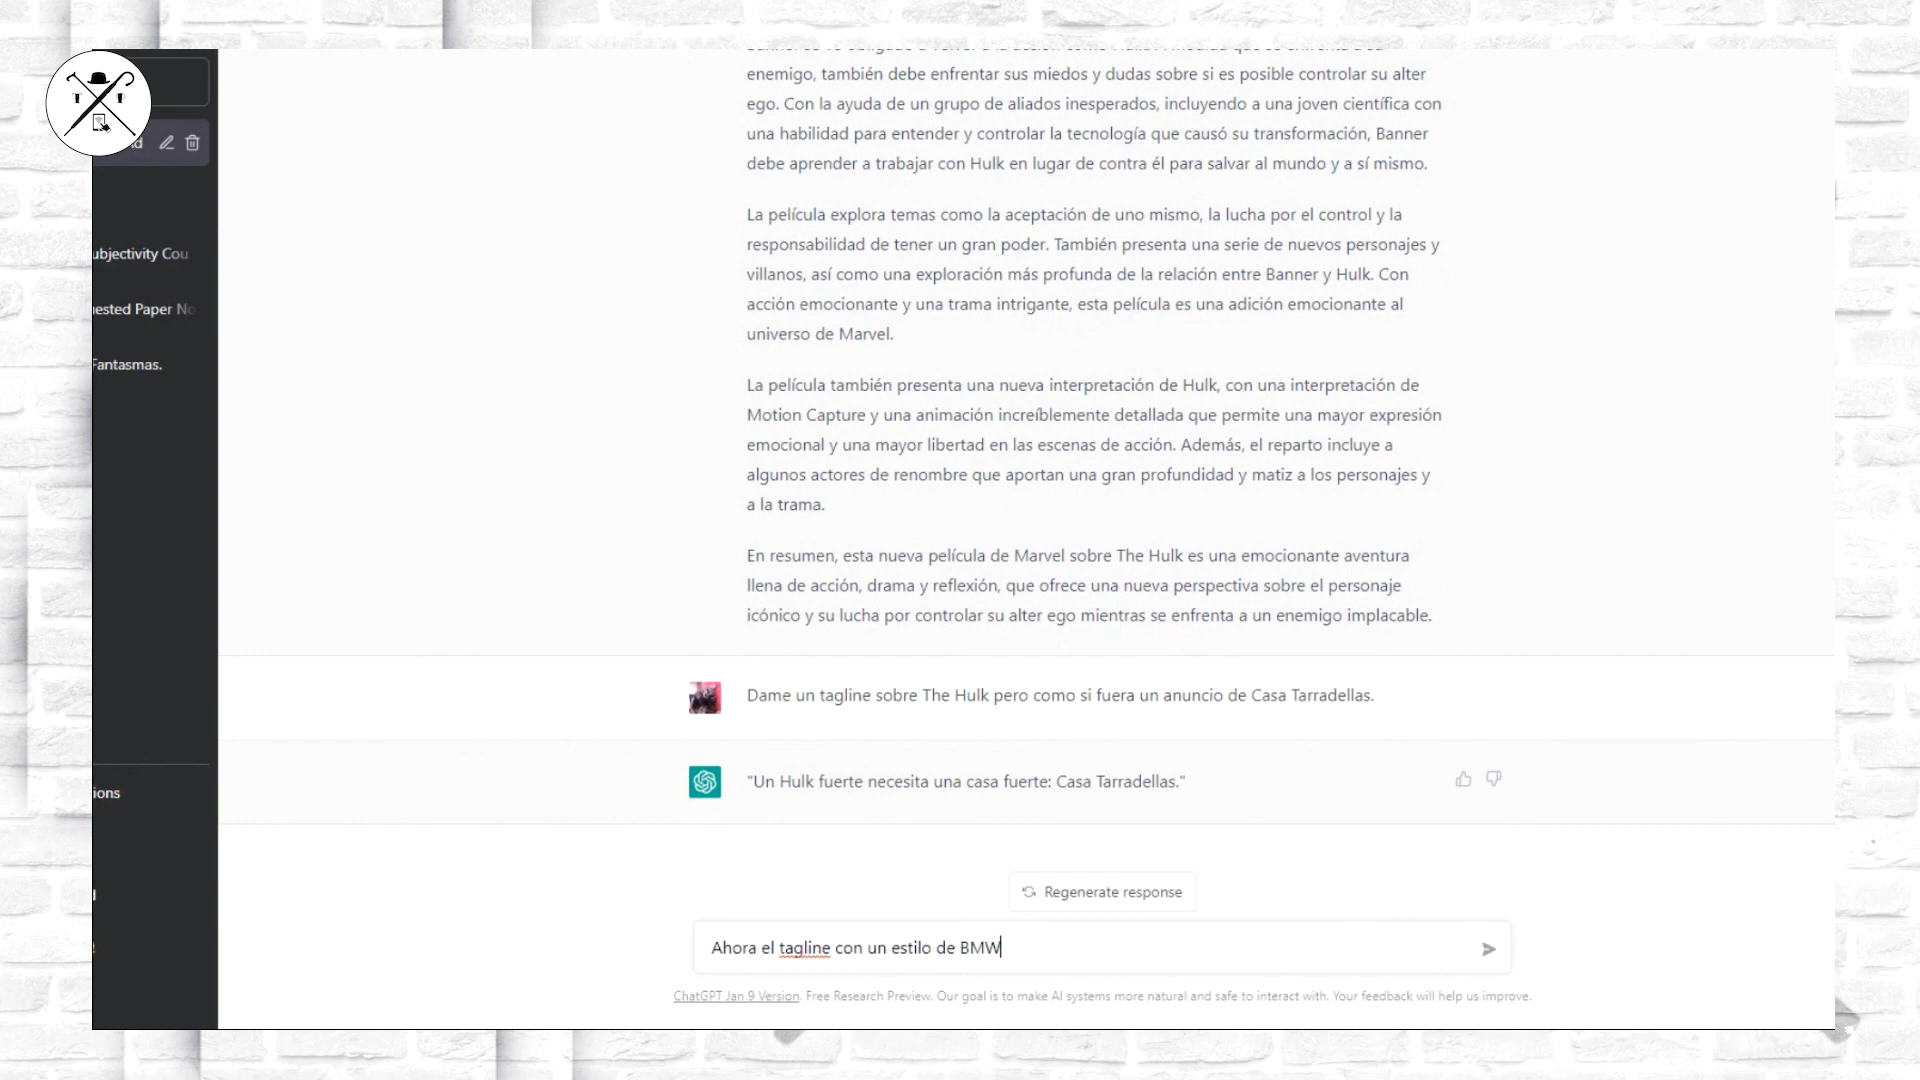 T P
enemigo, también debe enfrentar sus miedos y dudas sobre si es posible controlar su alter
ego. Con la ayuda de un grupo de aliados inesperados, incluyendo a una joven científica con
una habilidad para entender y controlar la tecnología que causó su transformación, Banner
debe aprender a trabajar con Hulk en lugar de contra él para salvar al mundo y a sí mismo.
La película explora temas como la aceptación de uno mismo, la lucha por el control y la
responsabilidad de tener un gran poder. También presenta una serie de nuevos personajes y
villanos, así como una exploración más profunda de la relación entre Banner y Hulk. Con
acción emocionante y una trama intrigante, esta película es una adición emocionante al
universo de Marvel.
La película también presenta una nueva interpretación de Hulk, con una interpretación de
Motion Capture y una animación increíblemente detallada que permite una mayor expresión
emocional y una mayor libertad en las escenas de acción. Además, el reparto incluye a
algunos actores de renombre que aportan una gran profundidad y matiz a los personajes y
a la trama.
En resumen, esta nueva película de Marvel sobre The Hulk es una emocionante aventura
llena de acción, drama y reflexión, que ofrece una nueva perspectiva sobre el personaje
icónico y su lucha por controlar su alter ego mientras se enfrenta a un enemigo implacable.
Dame un tagline sobre The Hulk pero como si fuera un anuncio de Casa Tarradellas.
"Un Hulk fuerte necesita una casa fuerte: Casa Tarradellas."
Regenerate response
Ahora el tagline con un estilo de BMW
ChatGPT Jan 9 Version. Free Research Preview. Our goal is to make AI systems more natural and safe to interact with. Your feedback will help us improve.
ubjectivity Cou
ested Paper No
Fantasmas.
ions